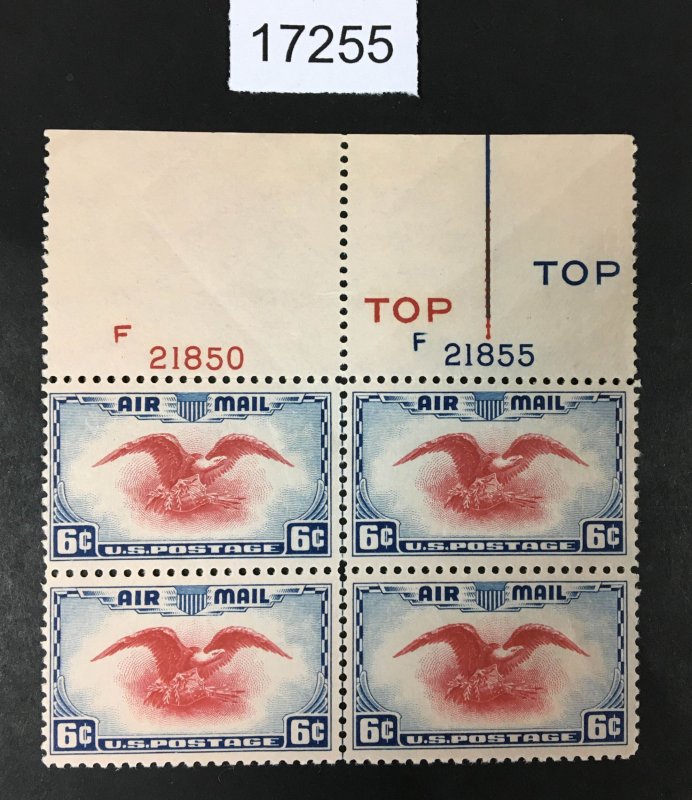 17255
TOP
TOP
F 21850 F 21855
AIR MAIL AIR MAIL
6¢ U.S.POSTAGE 6¢ 6¢ U.S.POSTAGE 6¢
AIR MAIL AIR MAIL
6¢ U.S.POSTAGE 6¢ 6¢ U.S.POSTAGE 6¢